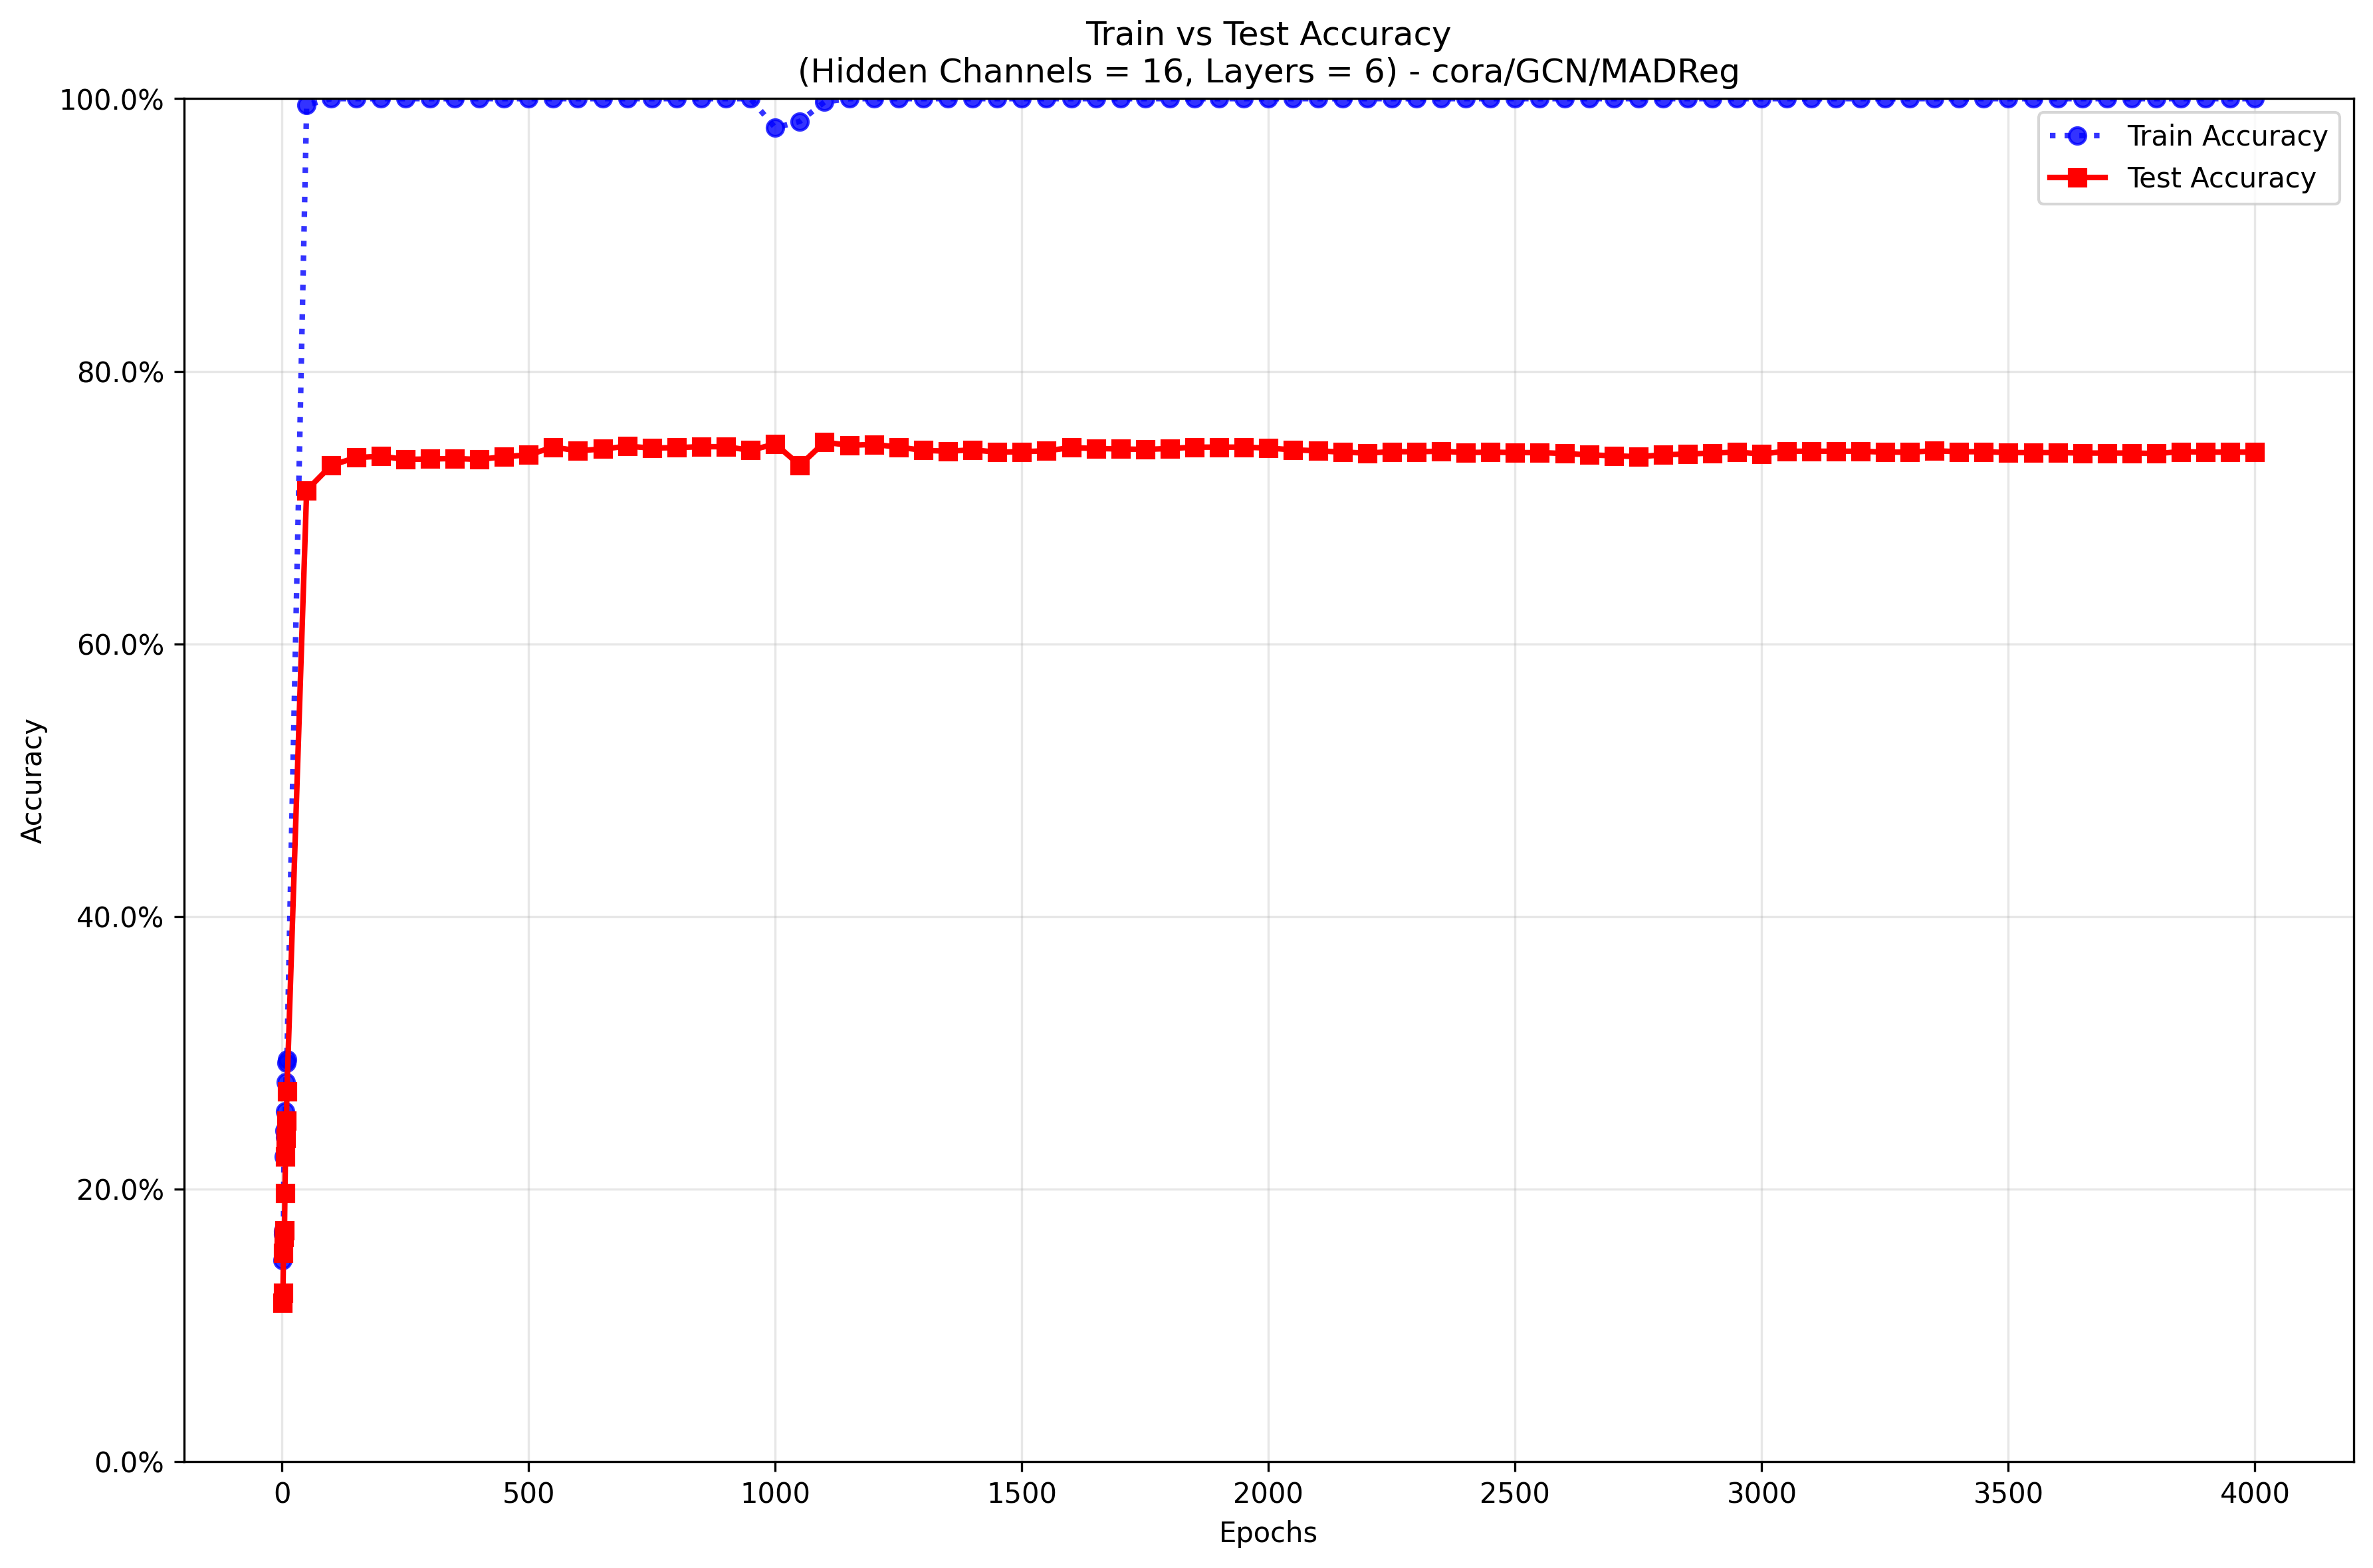 Train vs Test Accuracy
(Hidden Channels = 16, Layers = 6) - cora/GCN/MADReg
100.0%
80.0%
60.0%
40.0%
20.0%
0.0%
Accuracy
Train Accuracy
Test Accuracy
0
500
1000
1500
2000
2500
3000
3500
4000
Epochs